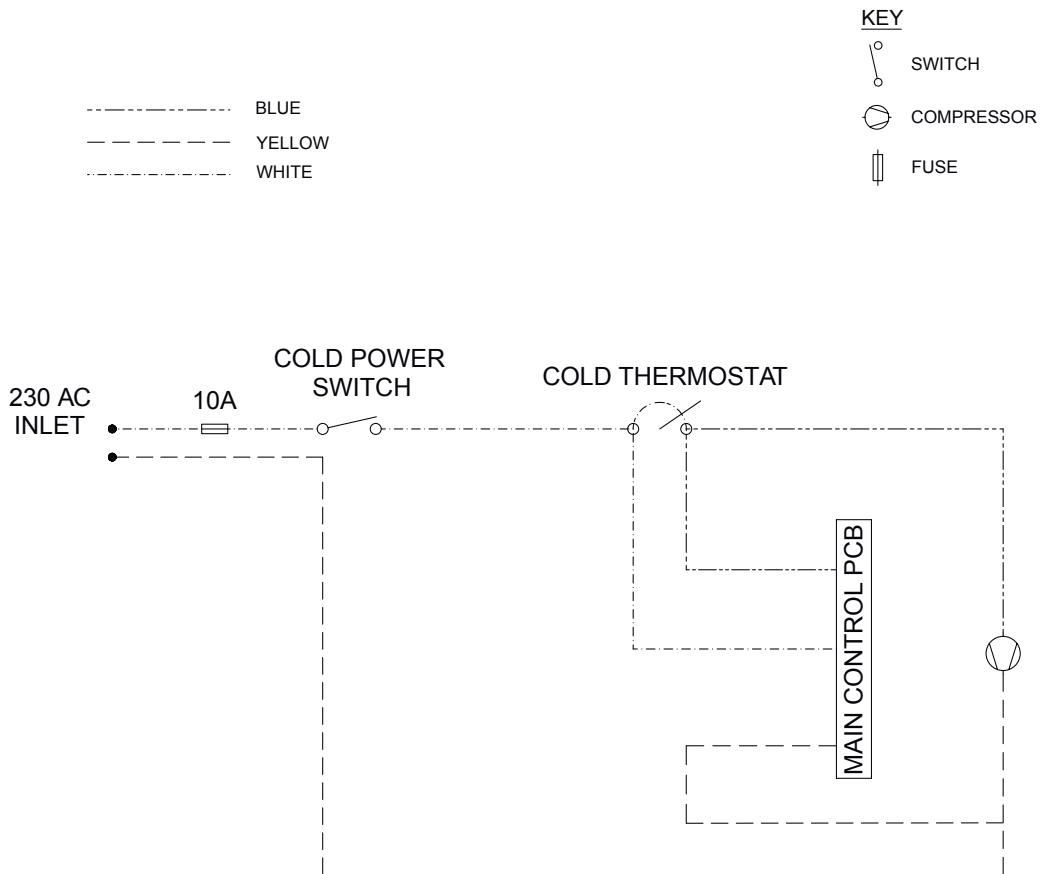 KEY
SWITCH
COMPRESSOR
FUSE
BLUE
YELLOW
WHITE
230 AC
INLET
10A
COLD POWER
SWITCH
COLD THERMOSTAT
MAIN CONTROL PCB